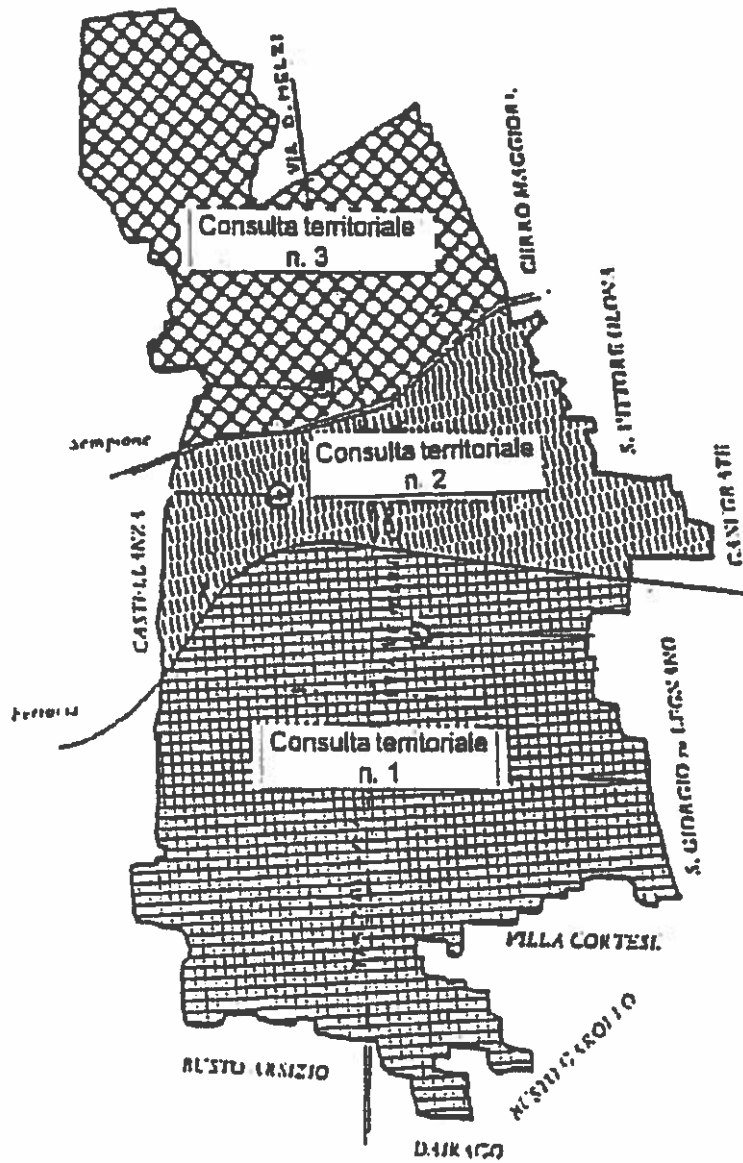 VIA D. MELZI
CERRO MAGGIORE
Consulta territoriale
n. 3
S. VITTORE OLONA
Sempione
Consulta territoriale
n. 2
CANEGRATE
CASTELLANZA
Ferrovia
Consulta territoriale
n. 1
S. GIORGIO su LEGNANO
VILLA CORTESE
BUSTO ARSIZIO
BUSTO GAROLFO
DAIRAGO